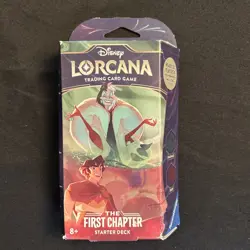 Disney
LORCANA
TRADING CARD GAME
THE
FIRST CHAPTER
STARTER DECK
8+